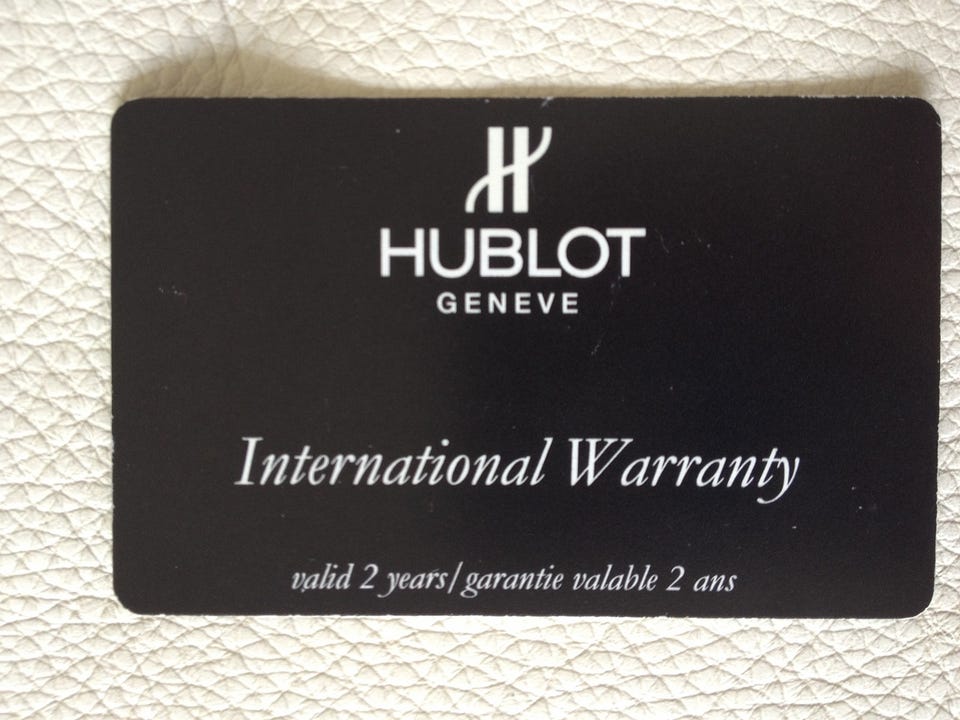 HUBLOT
GENEVE
International Warranty
valid 2 years/garantie valable 2 ans